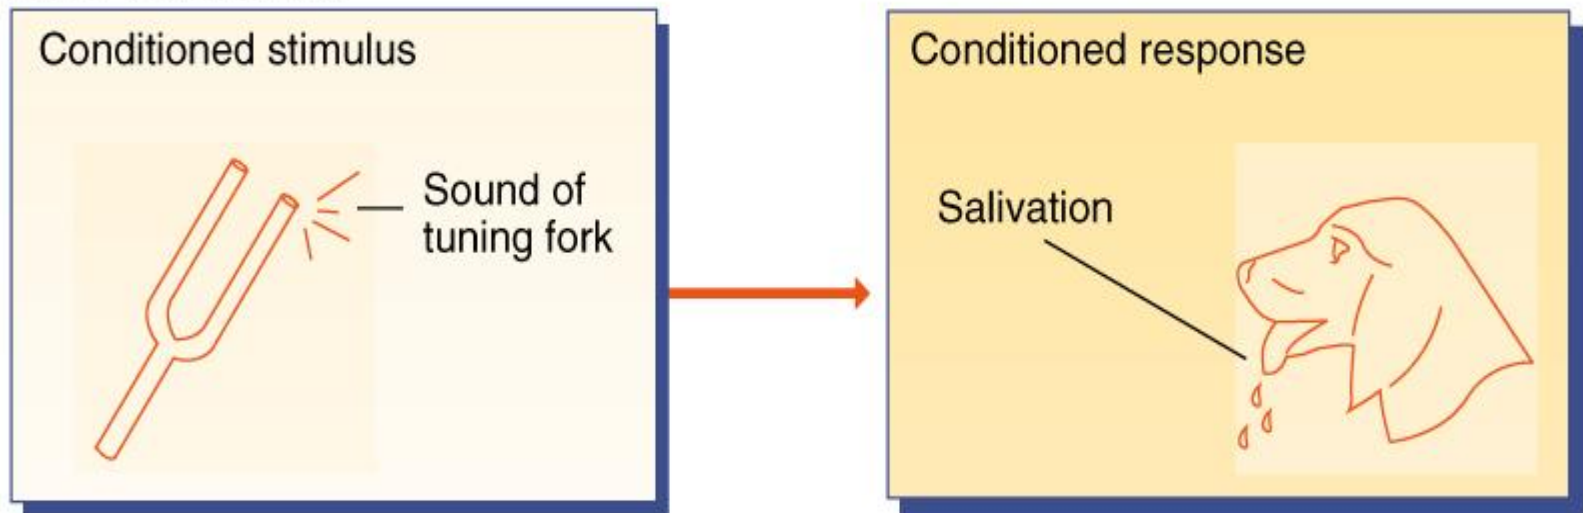 Conditioned stimulus
Sound of
tuning fork
Conditioned response
Salivation